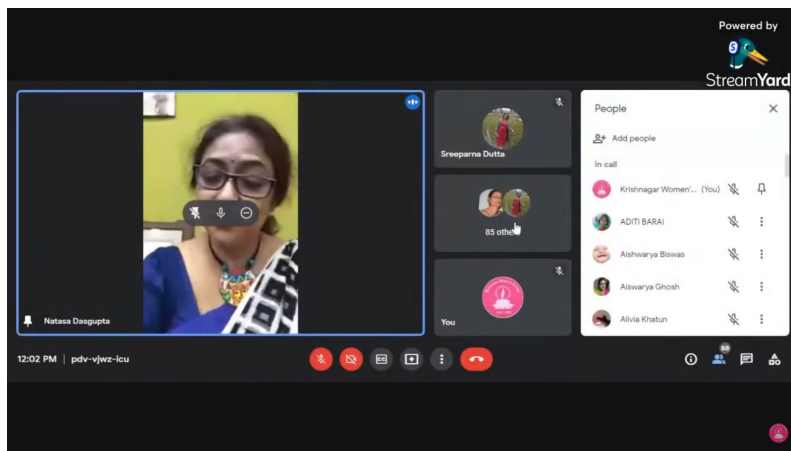 Powered by
S
StreamYard
Natasa Dasgupta
Sreeparna Dutta
85 othe
You
People
Add people
In call
Krishnagar Women'... (You)
ADITI BARAI
Aishwarya Biswas
Aiswarya Ghosh
Alivia Khatun
12:02 PM | pdv-vjwz-icu
CC
88